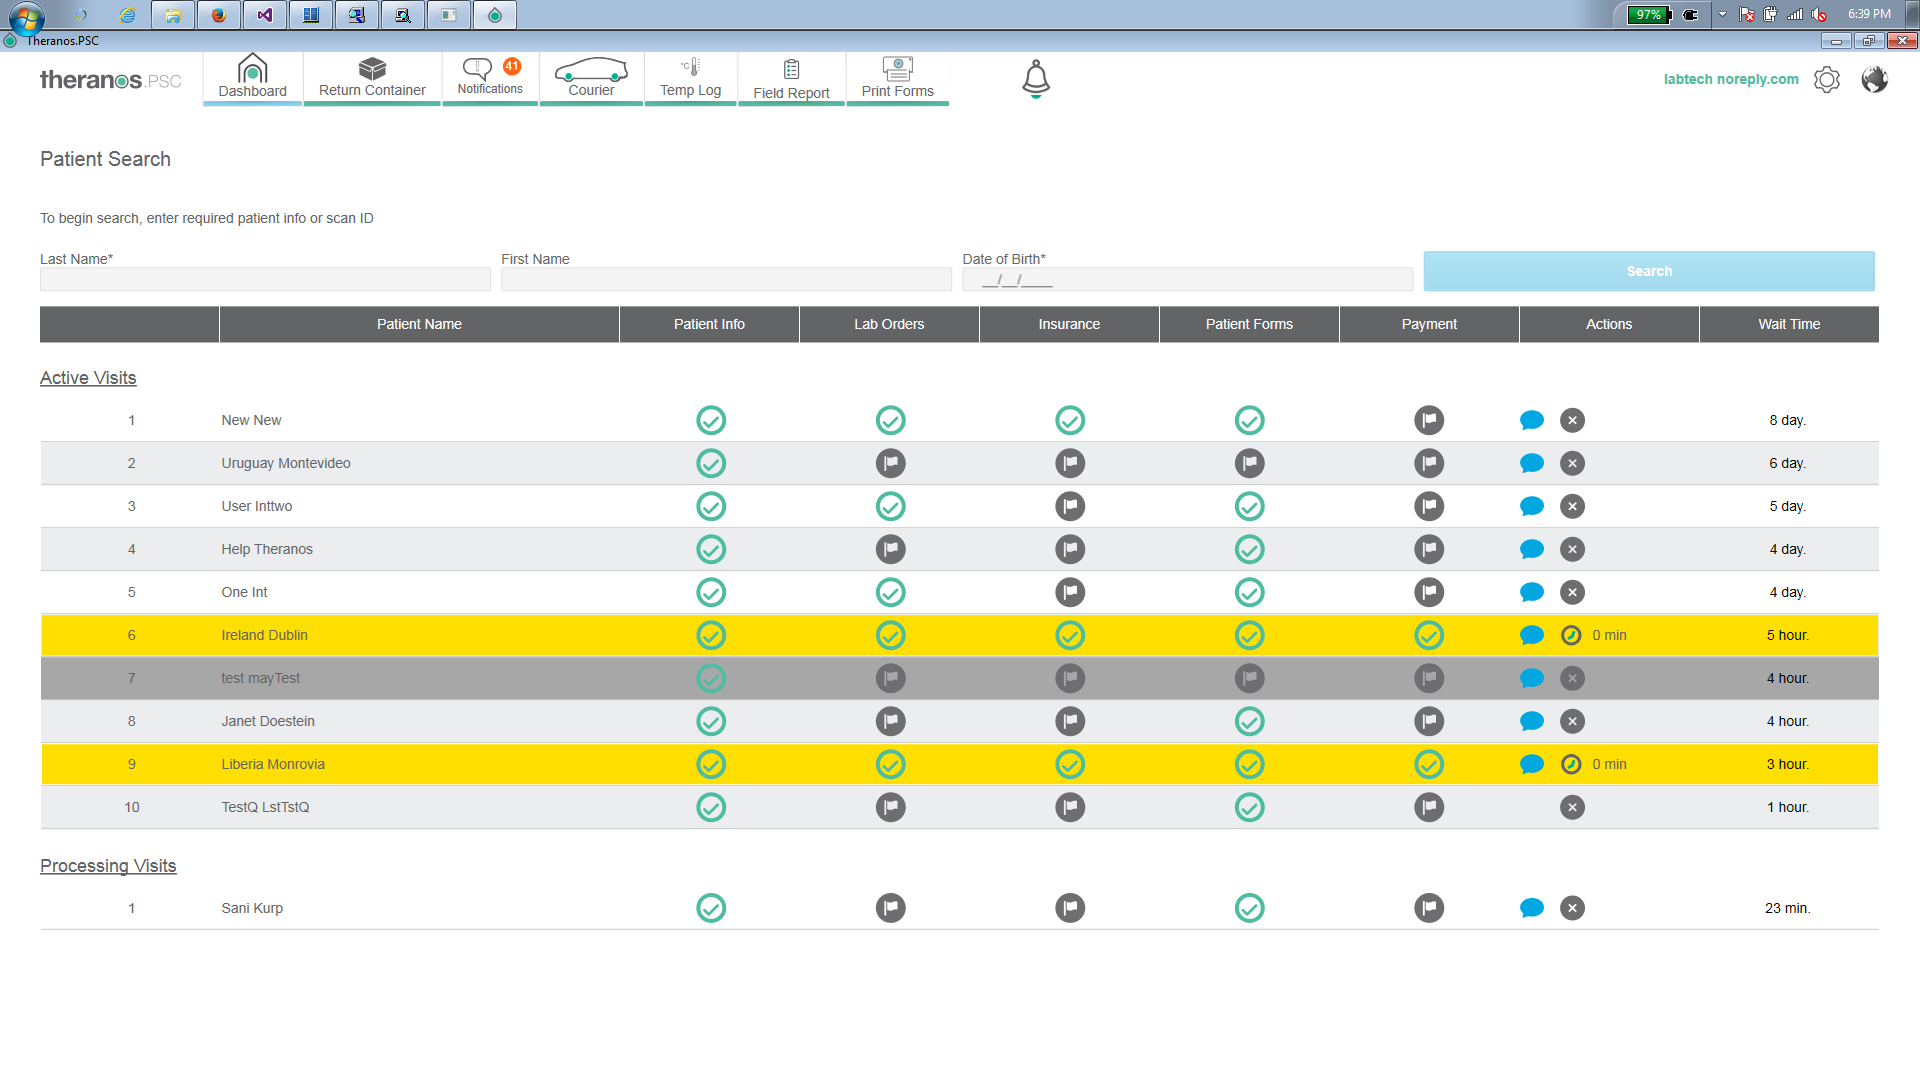 97%
6:39 PM
Theranos.PSC
theranos.PSC
Dashboard
Return Container
41
Notifications
Courier
°C
Temp Log
Field Report
Print Forms
labtech noreply.com
Patient Search
To begin search, enter required patient info or scan ID
Last Name* First Name Date of Birth*
__/__/____
Search
Patient Name Patient Info Lab Orders Insurance Patient Forms Payment Actions Wait Time
Active Visits
1 New New 8 day.
2 Uruguay Montevideo 6 day.
3 User Inttwo 5 day.
4 Help Theranos 4 day.
5 One Int 4 day.
6 Ireland Dublin 0 min 5 hour.
7 test mayTest 4 hour.
8 Janet Doestein 4 hour.
9 Liberia Monrovia 0 min 3 hour.
10 TestQ LstTstQ 1 hour.
Processing Visits
1 Sani Kurp 23 min.